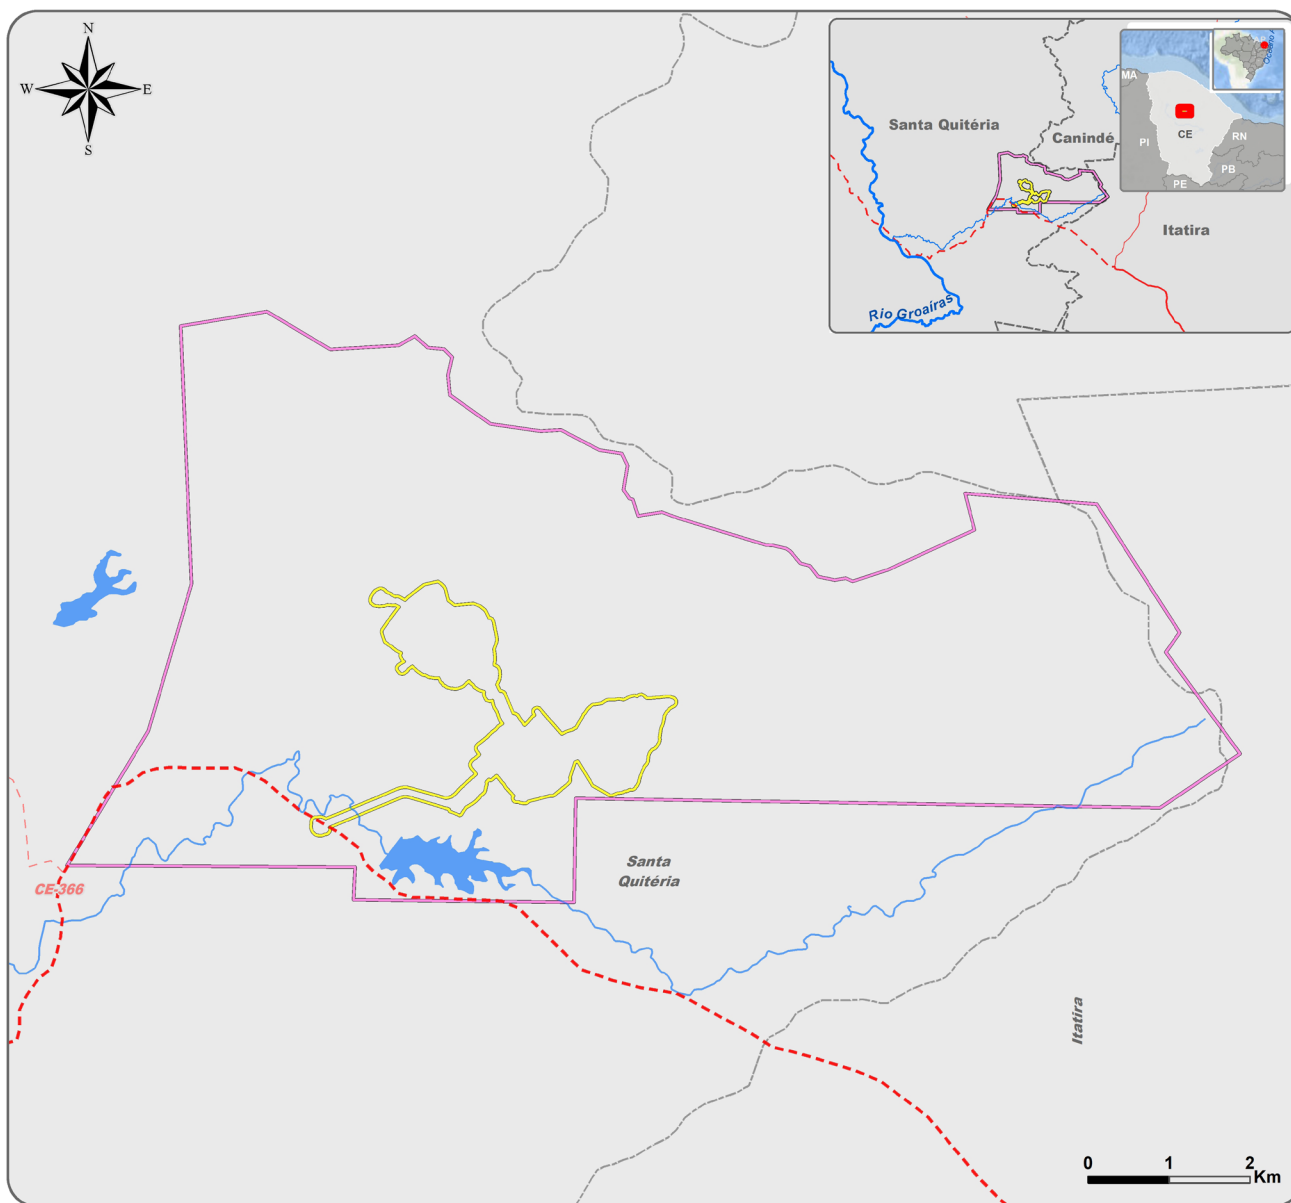 N
W
E
S
Santa Quitéria
Canindé
Itatira
Rio Groaíras
MA
PI
CE
RN
PB
PE
Santa
Quitéria
CE-366
Itatira
0
1
2
Km